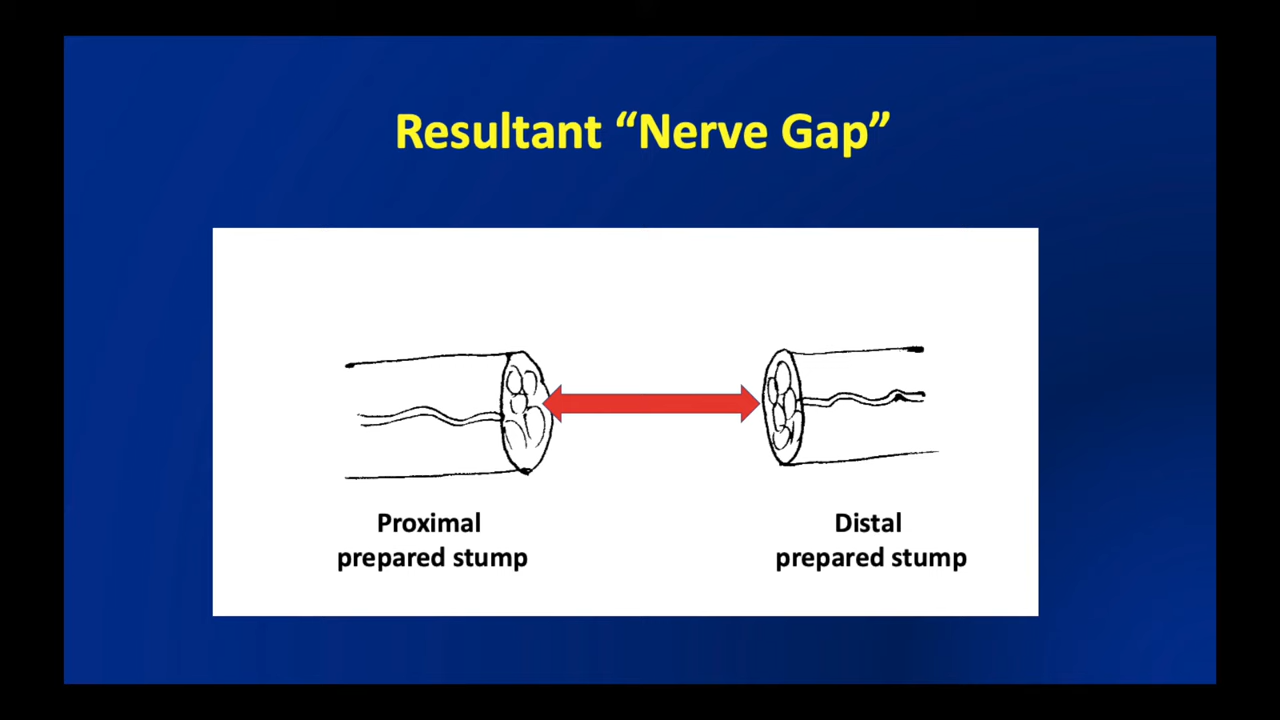 Resultant “Nerve Gap”
Proximal
prepared stump
Distal
prepared stump